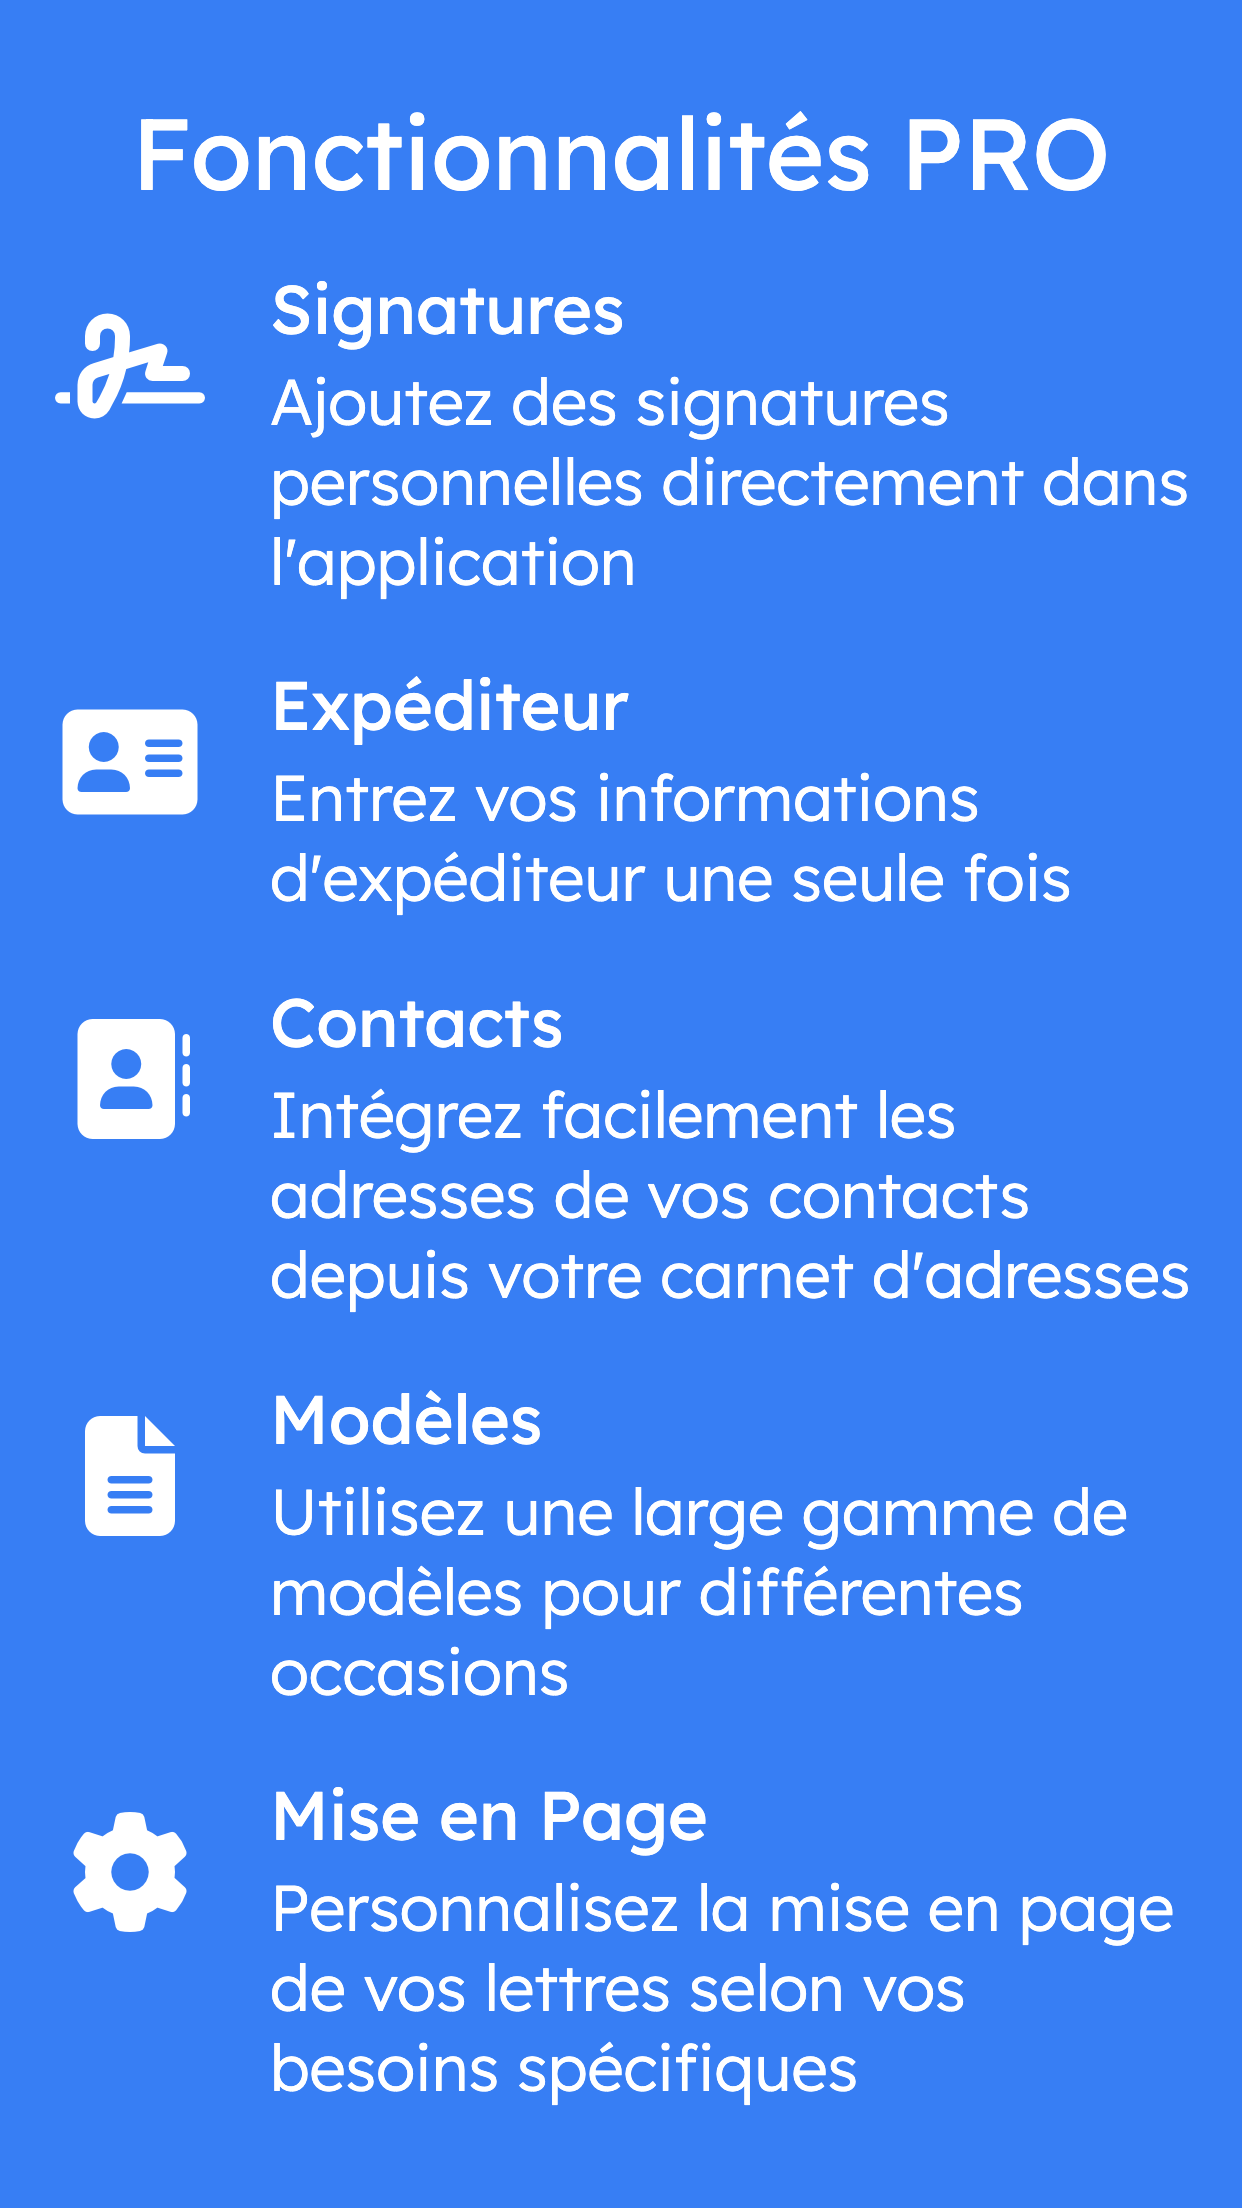 Fonctionnalités PRO
Signatures
Ajoutez des signatures
personnelles directement dans
l'application
Expéditeur
Entrez vos informations
d'expéditeur une seule fois
Contacts
Intégrez facilement les
adresses de vos contacts
depuis votre carnet d'adresses
Modèles
Utilisez une large gamme de
modèles pour différentes
occasions
Mise en Page
Personnalisez la mise en page
de vos lettres selon vos
besoins spécifiques